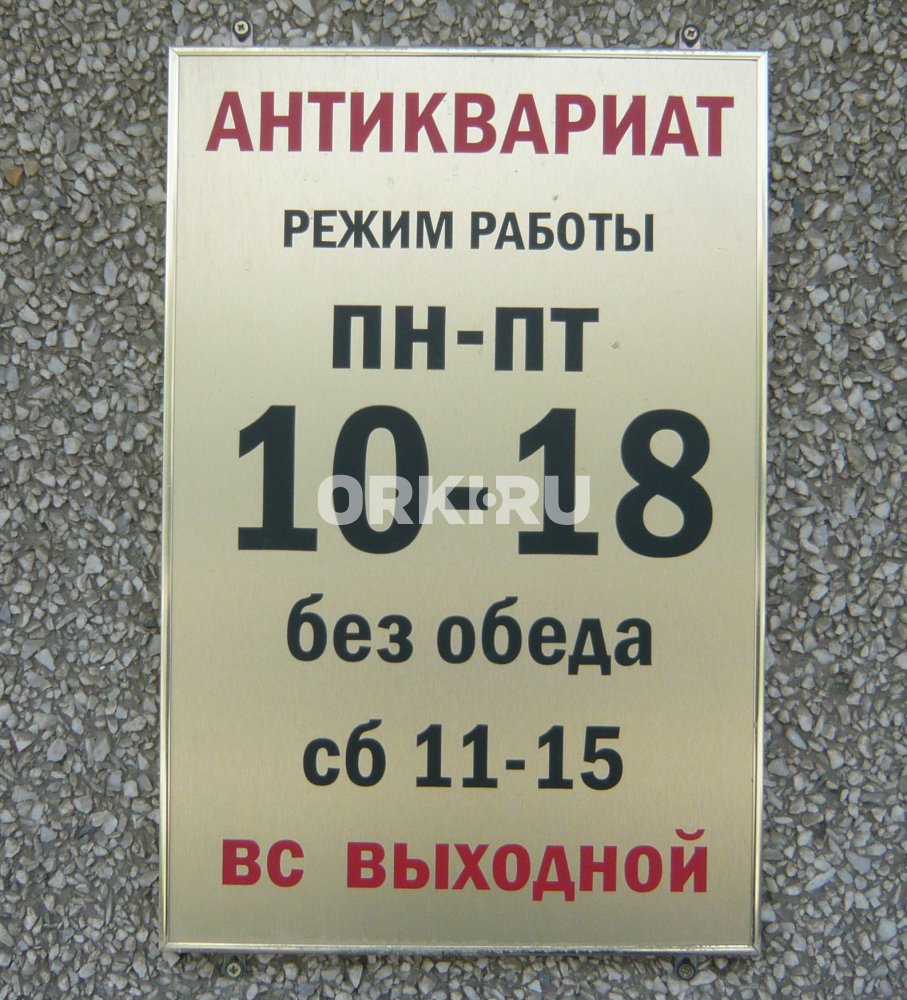 АНТИКВАРИАТ
РЕЖИМ РАБОТЫ
пн-пт
10-18
ORKI.RU
без обеда
сб 11-15
вс выходной